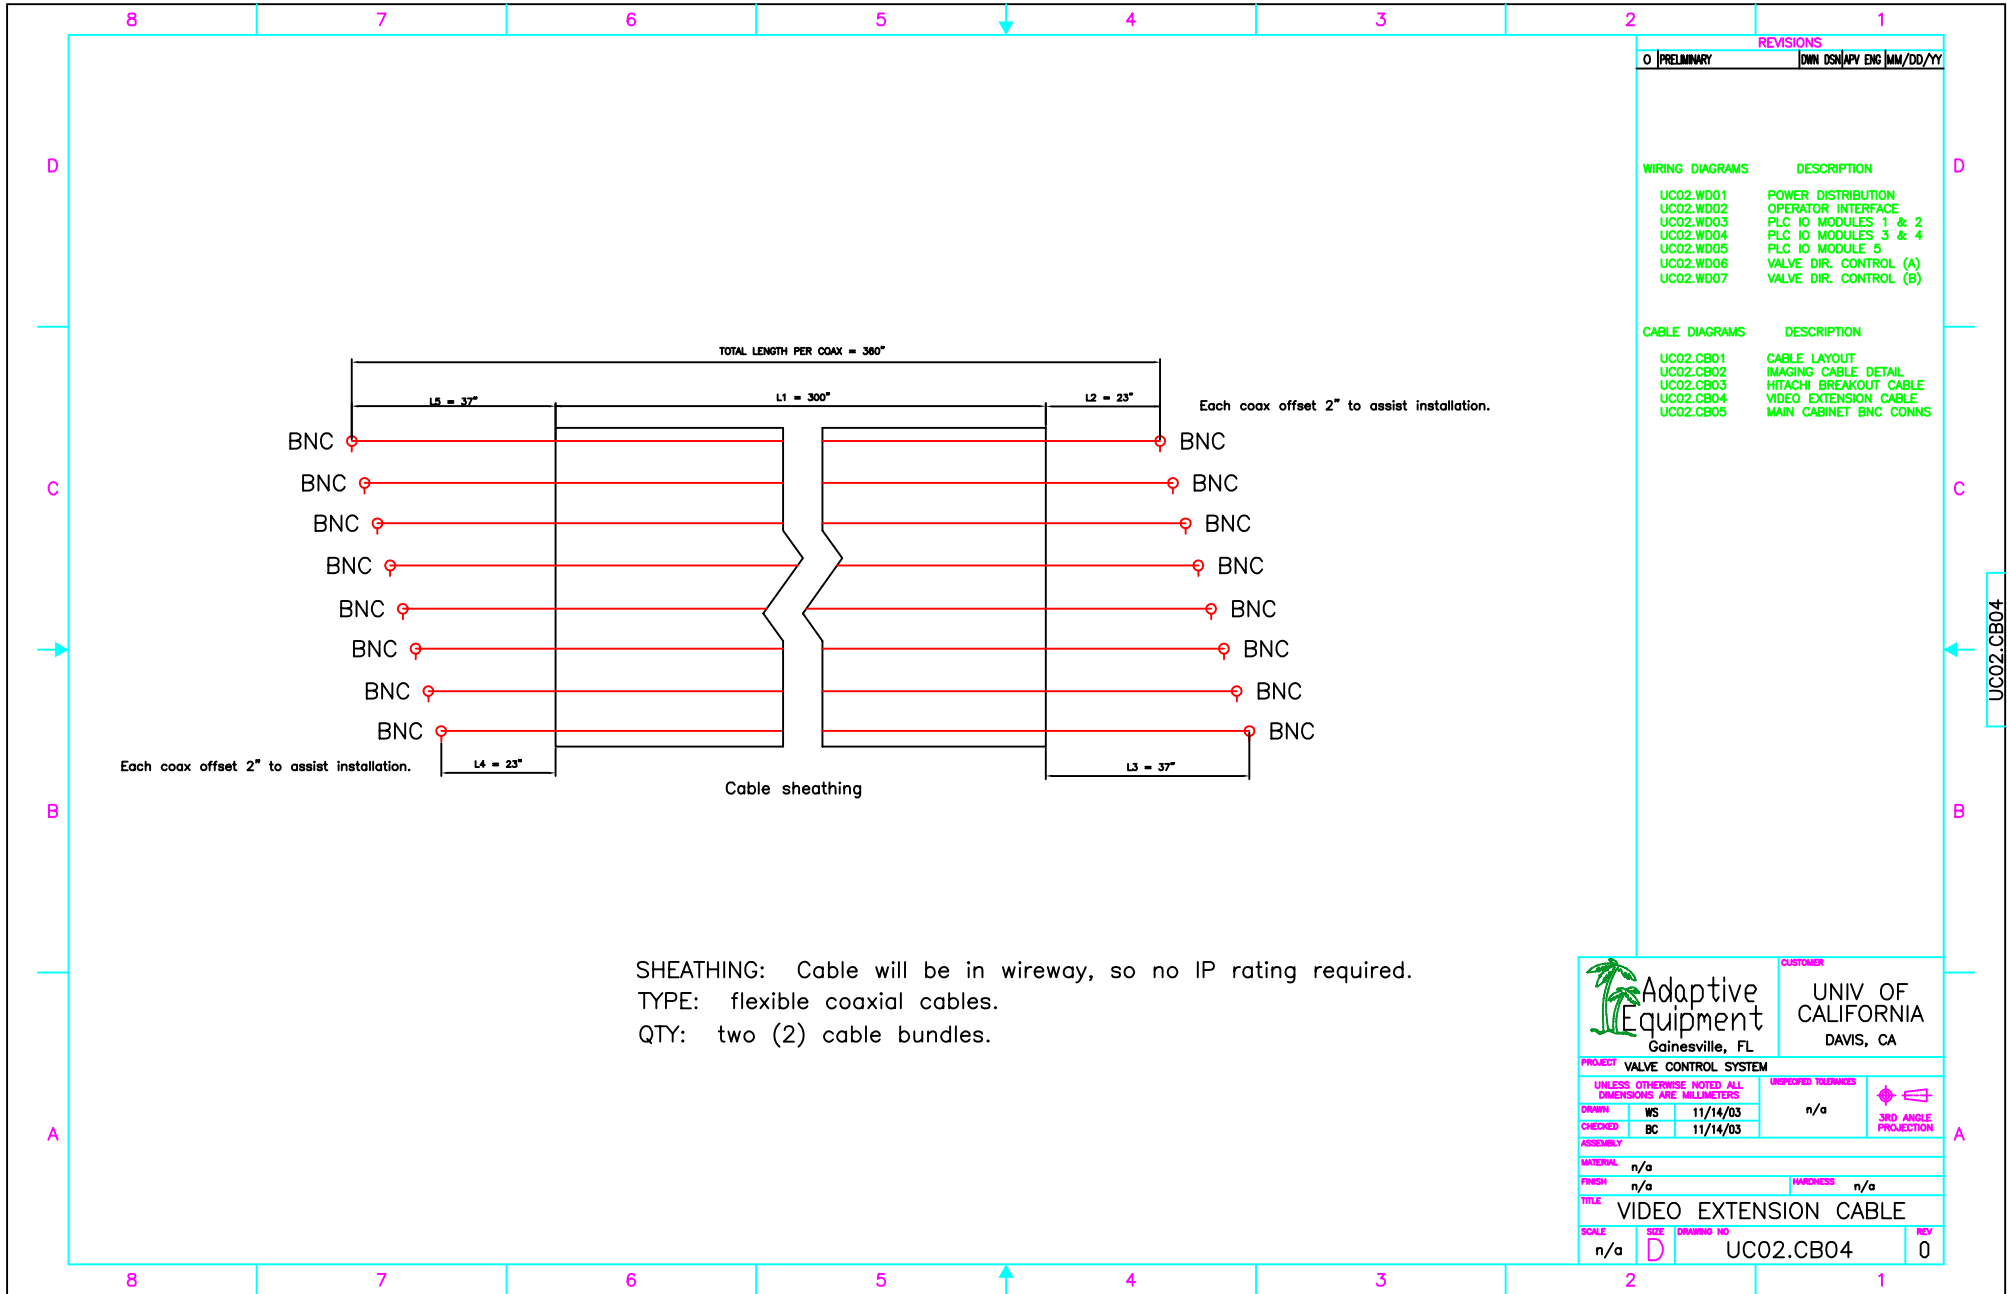 8 7 6 5 4 3 2 1
REVISIONS
0 PRELIMINARY DWN DSN APV ENG MM/DD/YY
D D
WIRING DIAGRAMS DESCRIPTION
UC02.WD01 POWER DISTRIBUTION
UC02.WD02 OPERATOR INTERFACE
UC02.WD03 PLC IO MODULES 1 & 2
UC02.WD04 PLC IO MODULES 3 & 4
UC02.WD05 PLC IO MODULE 5
UC02.WD06 VALVE DIR. CONTROL (A)
UC02.WD07 VALVE DIR. CONTROL (B)
CABLE DIAGRAMS DESCRIPTION
UC02.CB01 CABLE LAYOUT
UC02.CB02 IMAGING CABLE DETAIL
UC02.CB03 HITACHI BREAKOUT CABLE
UC02.CB04 VIDEO EXTENSION CABLE
UC02.CB05 MAIN CABINET BNC CONNS
TOTAL LENGTH PER COAX = 360"
L5 = 37" L1 = 300" L2 = 23"
Each coax offset 2" to assist installation.
BNC BNC
BNC BNC
C C
BNC BNC
BNC BNC
BNC BNC
BNC BNC
BNC BNC
BNC BNC
UC02.CB04
Each coax offset 2" to assist installation.
L4 = 23" L3 = 37"
Cable sheathing
B B
SHEATHING: Cable will be in wireway, so no IP rating required.
TYPE: flexible coaxial cables.
QTY: two (2) cable bundles.
Adaptive
Equipment
Gainesville, FL
CUSTOMER
UNIV OF
CALIFORNIA
DAVIS, CA
PROJECT VALVE CONTROL SYSTEM
UNLESS OTHERWISE NOTED ALL
DIMENSIONS ARE MILLIMETERS
UNSPECIFIED TOLERANCES
n/a
3RD ANGLE
PROJECTION
DRAWN WS 11/14/03
CHECKED BC 11/14/03
A A
ASSEMBLY
MATERIAL n/a
FINISH n/a HARDNESS n/a
TITLE VIDEO EXTENSION CABLE
SCALE n/a SIZE D DRAWING NO UC02.CB04 REV 0
8 7 6 5 4 3 2 1